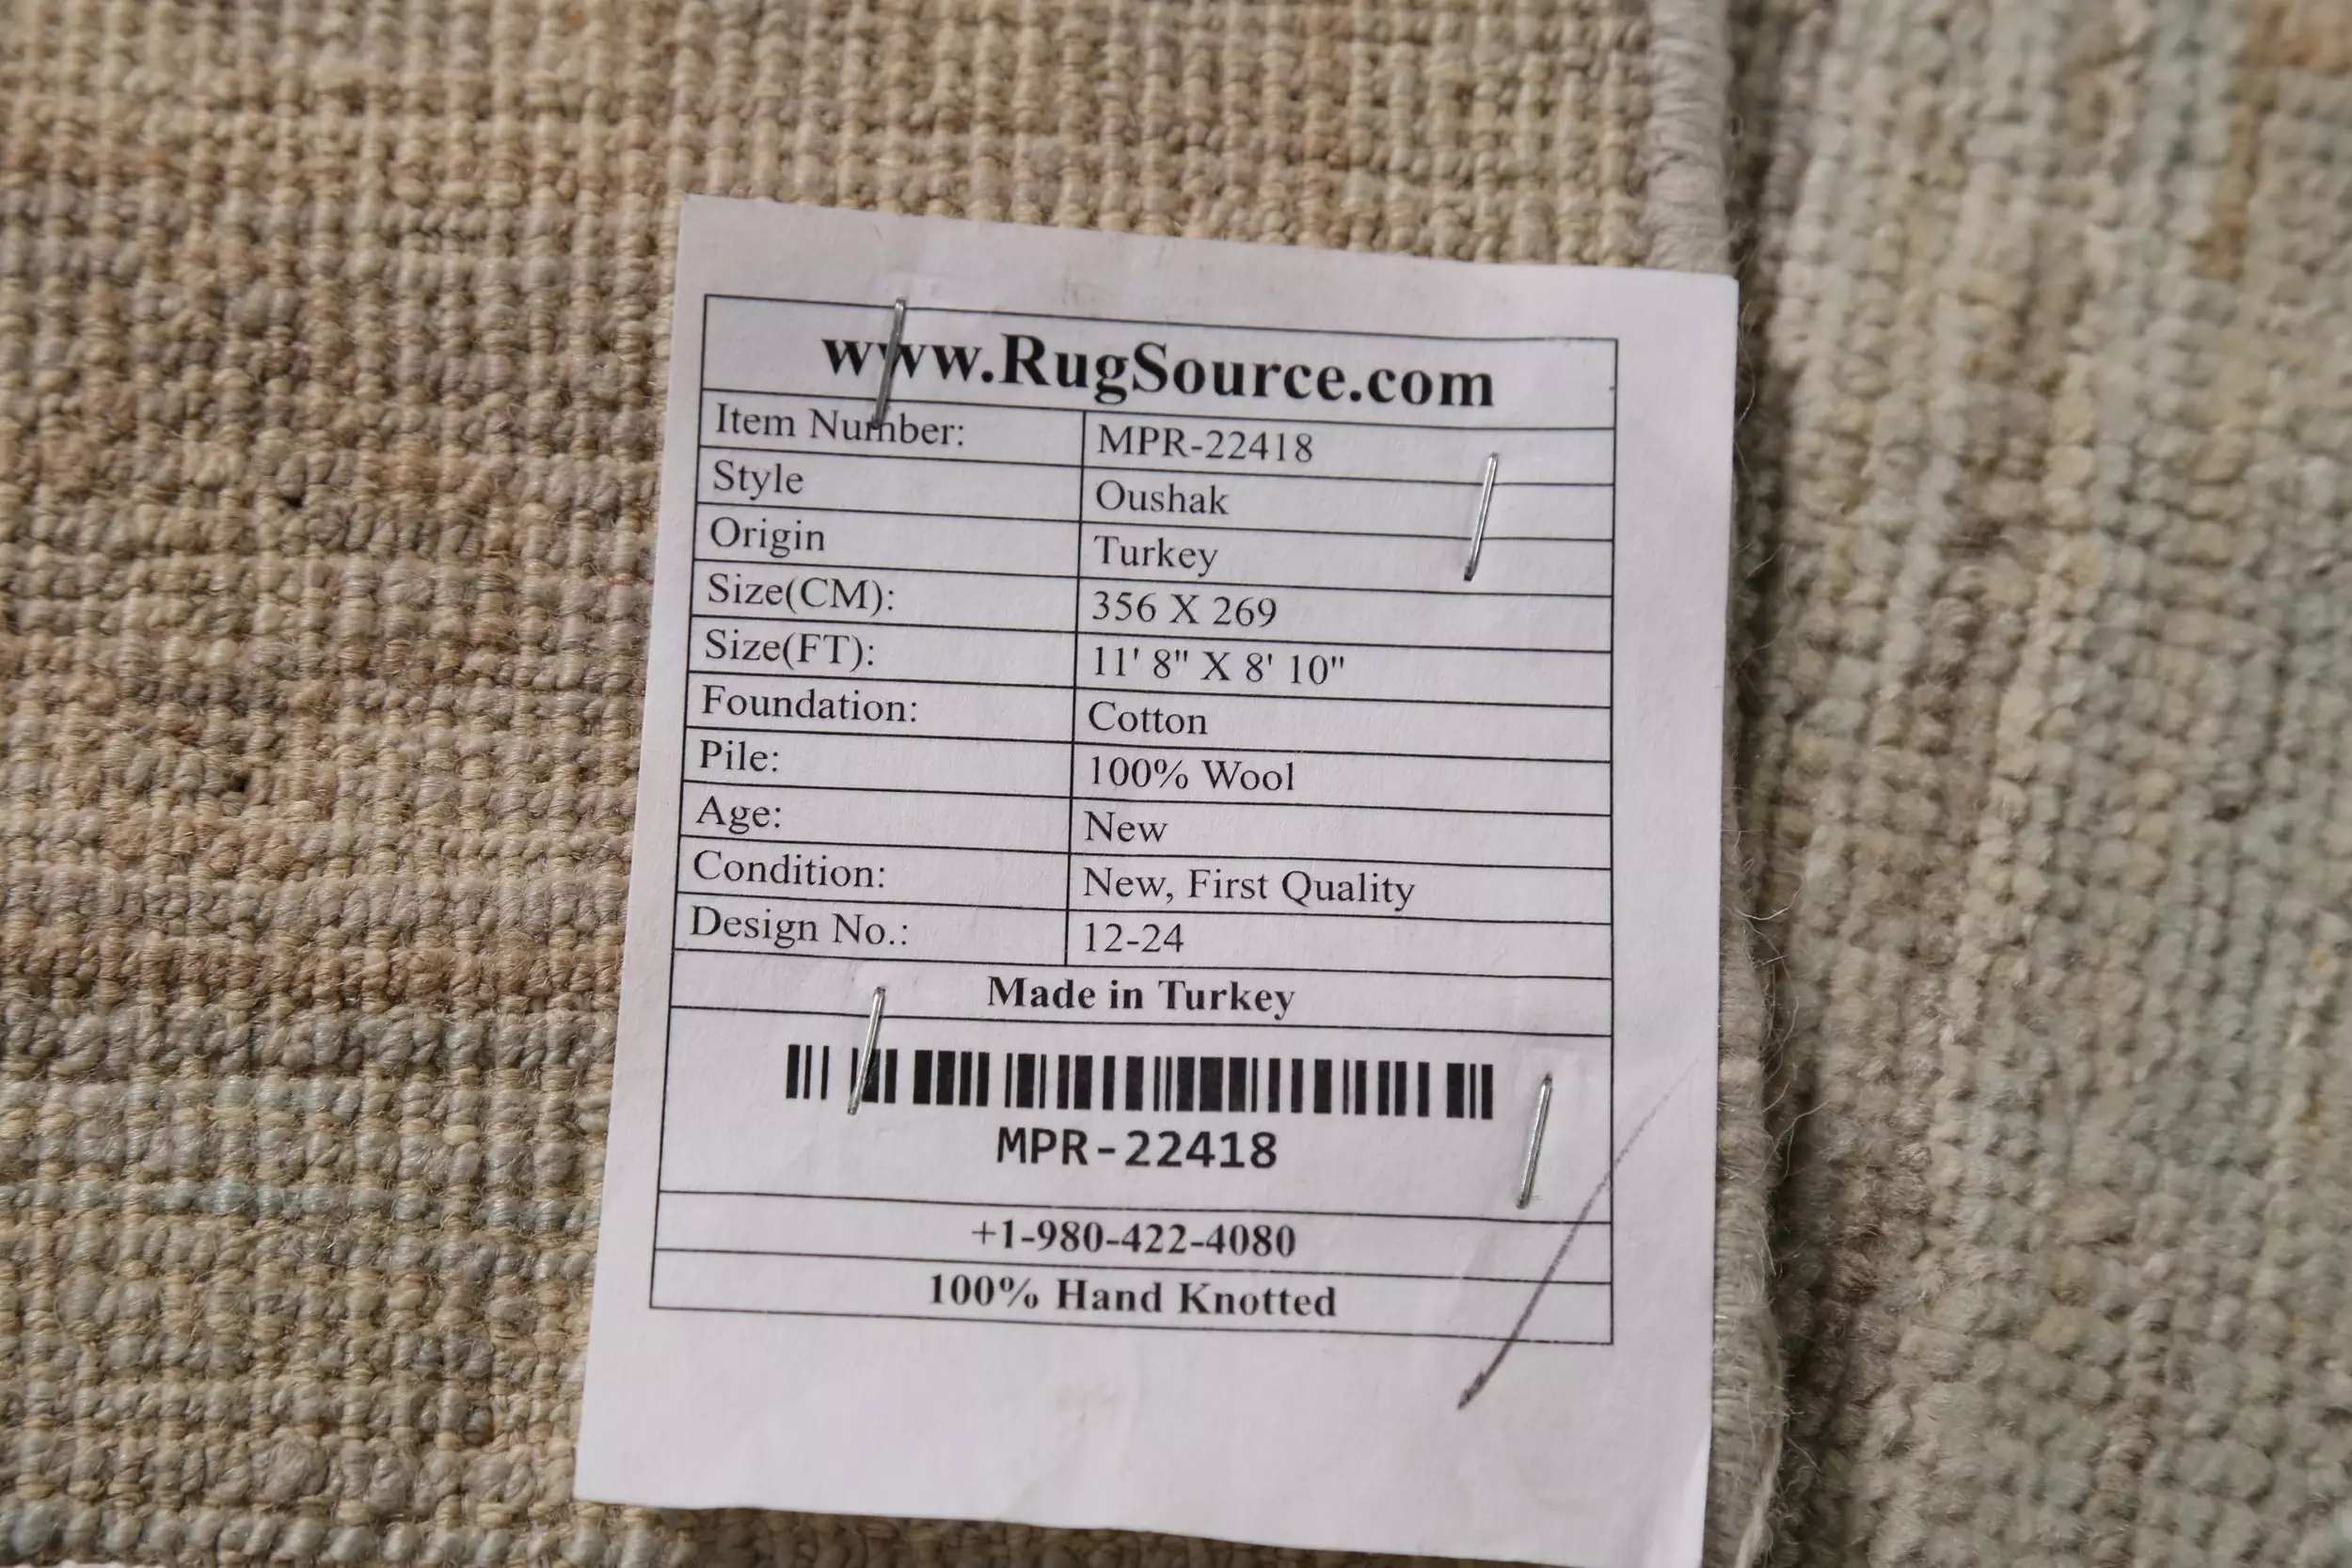 www.RugSource.com
Item Number: MPR-22418
Style Oushak
Origin Turkey
Size(CM): 356 X 269
Size(FT): 11' 8" X 8' 10"
Foundation: Cotton
Pile: 100% Wool
Age: New
Condition: New, First Quality
Design No.: 12-24
Made in Turkey
MPR-22418
+1-980-422-4080
100% Hand Knotted